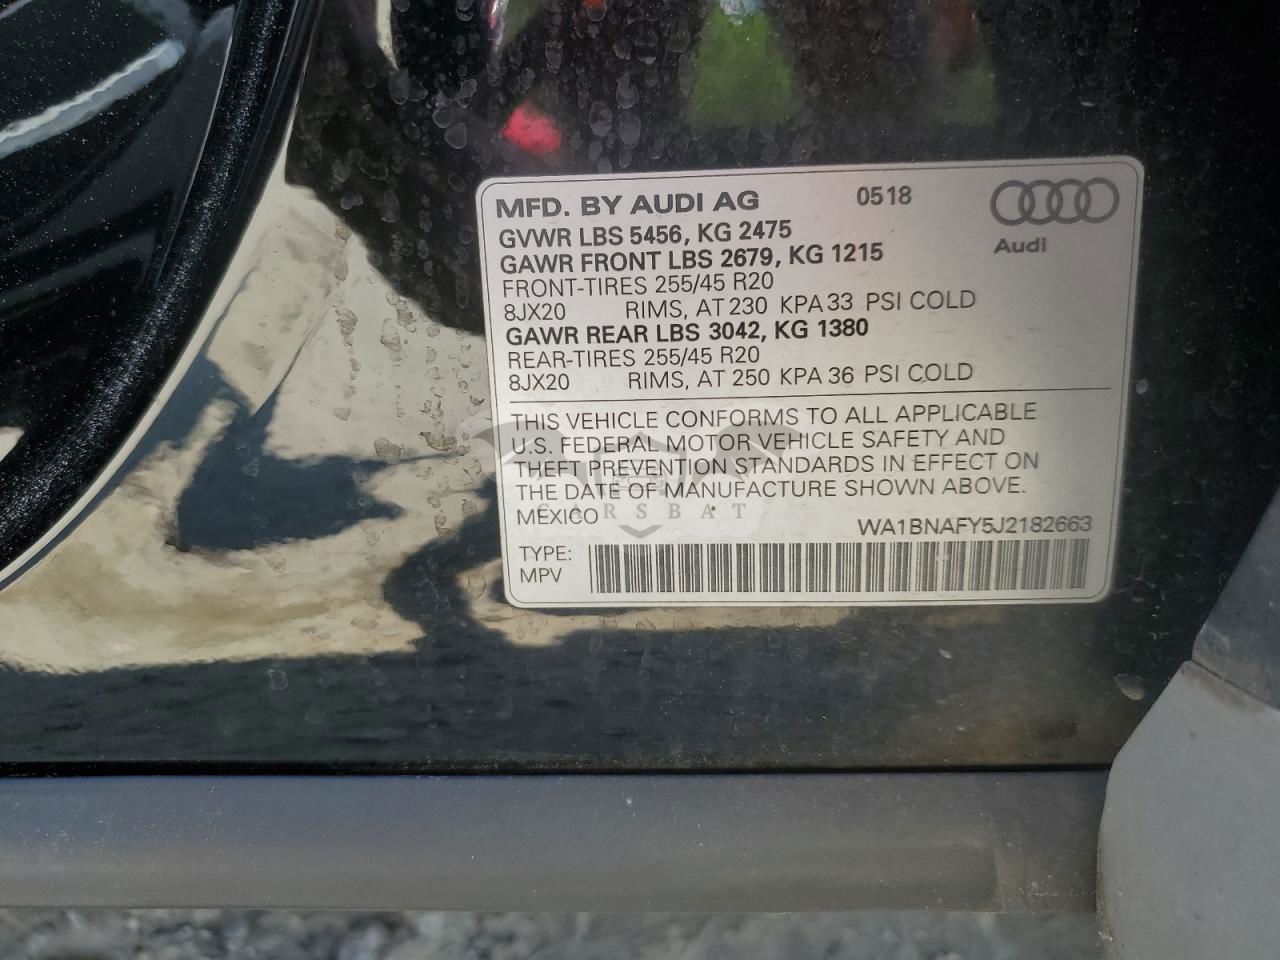 MFD. BY AUDI AG 0518
Audi
GVWR LBS 5456, KG 2475
GAWR FRONT LBS 2679, KG 1215
FRONT-TIRES 255/45 R20
8JX20 RIMS, AT 230 KPA 33 PSI COLD
GAWR REAR LBS 3042, KG 1380
REAR-TIRES 255/45 R20
8JX20 RIMS, AT 250 KPA 36 PSI COLD
THIS VEHICLE CONFORMS TO ALL APPLICABLE
U.S. FEDERAL MOTOR VEHICLE SAFETY AND
THEFT PREVENTION STANDARDS IN EFFECT ON
THE DATE OF MANUFACTURE SHOWN ABOVE.
CARSBAT
MEXICO WA1BNAFY5J2182663
TYPE:
MPV